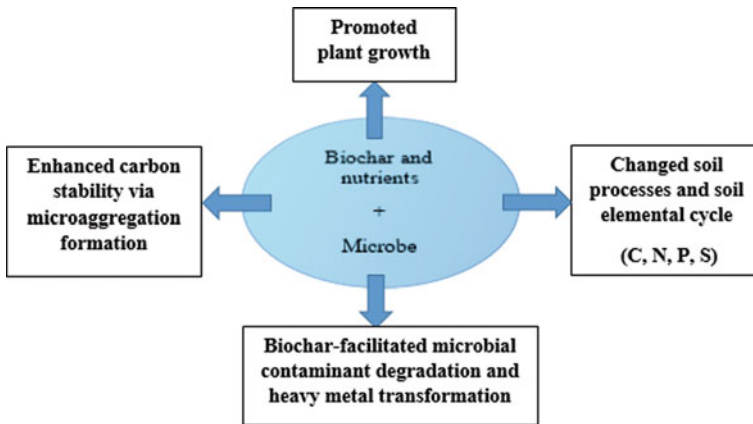 Promoted
plant growth
Enhanced carbon
stability via
microaggregation
formation
Biochar and
nutrients
+
Microbe
Changed soil
processes and soil
elemental cycle
(C, N, P, S)
Biochar-facilitated microbial
contaminant degradation and
heavy metal transformation